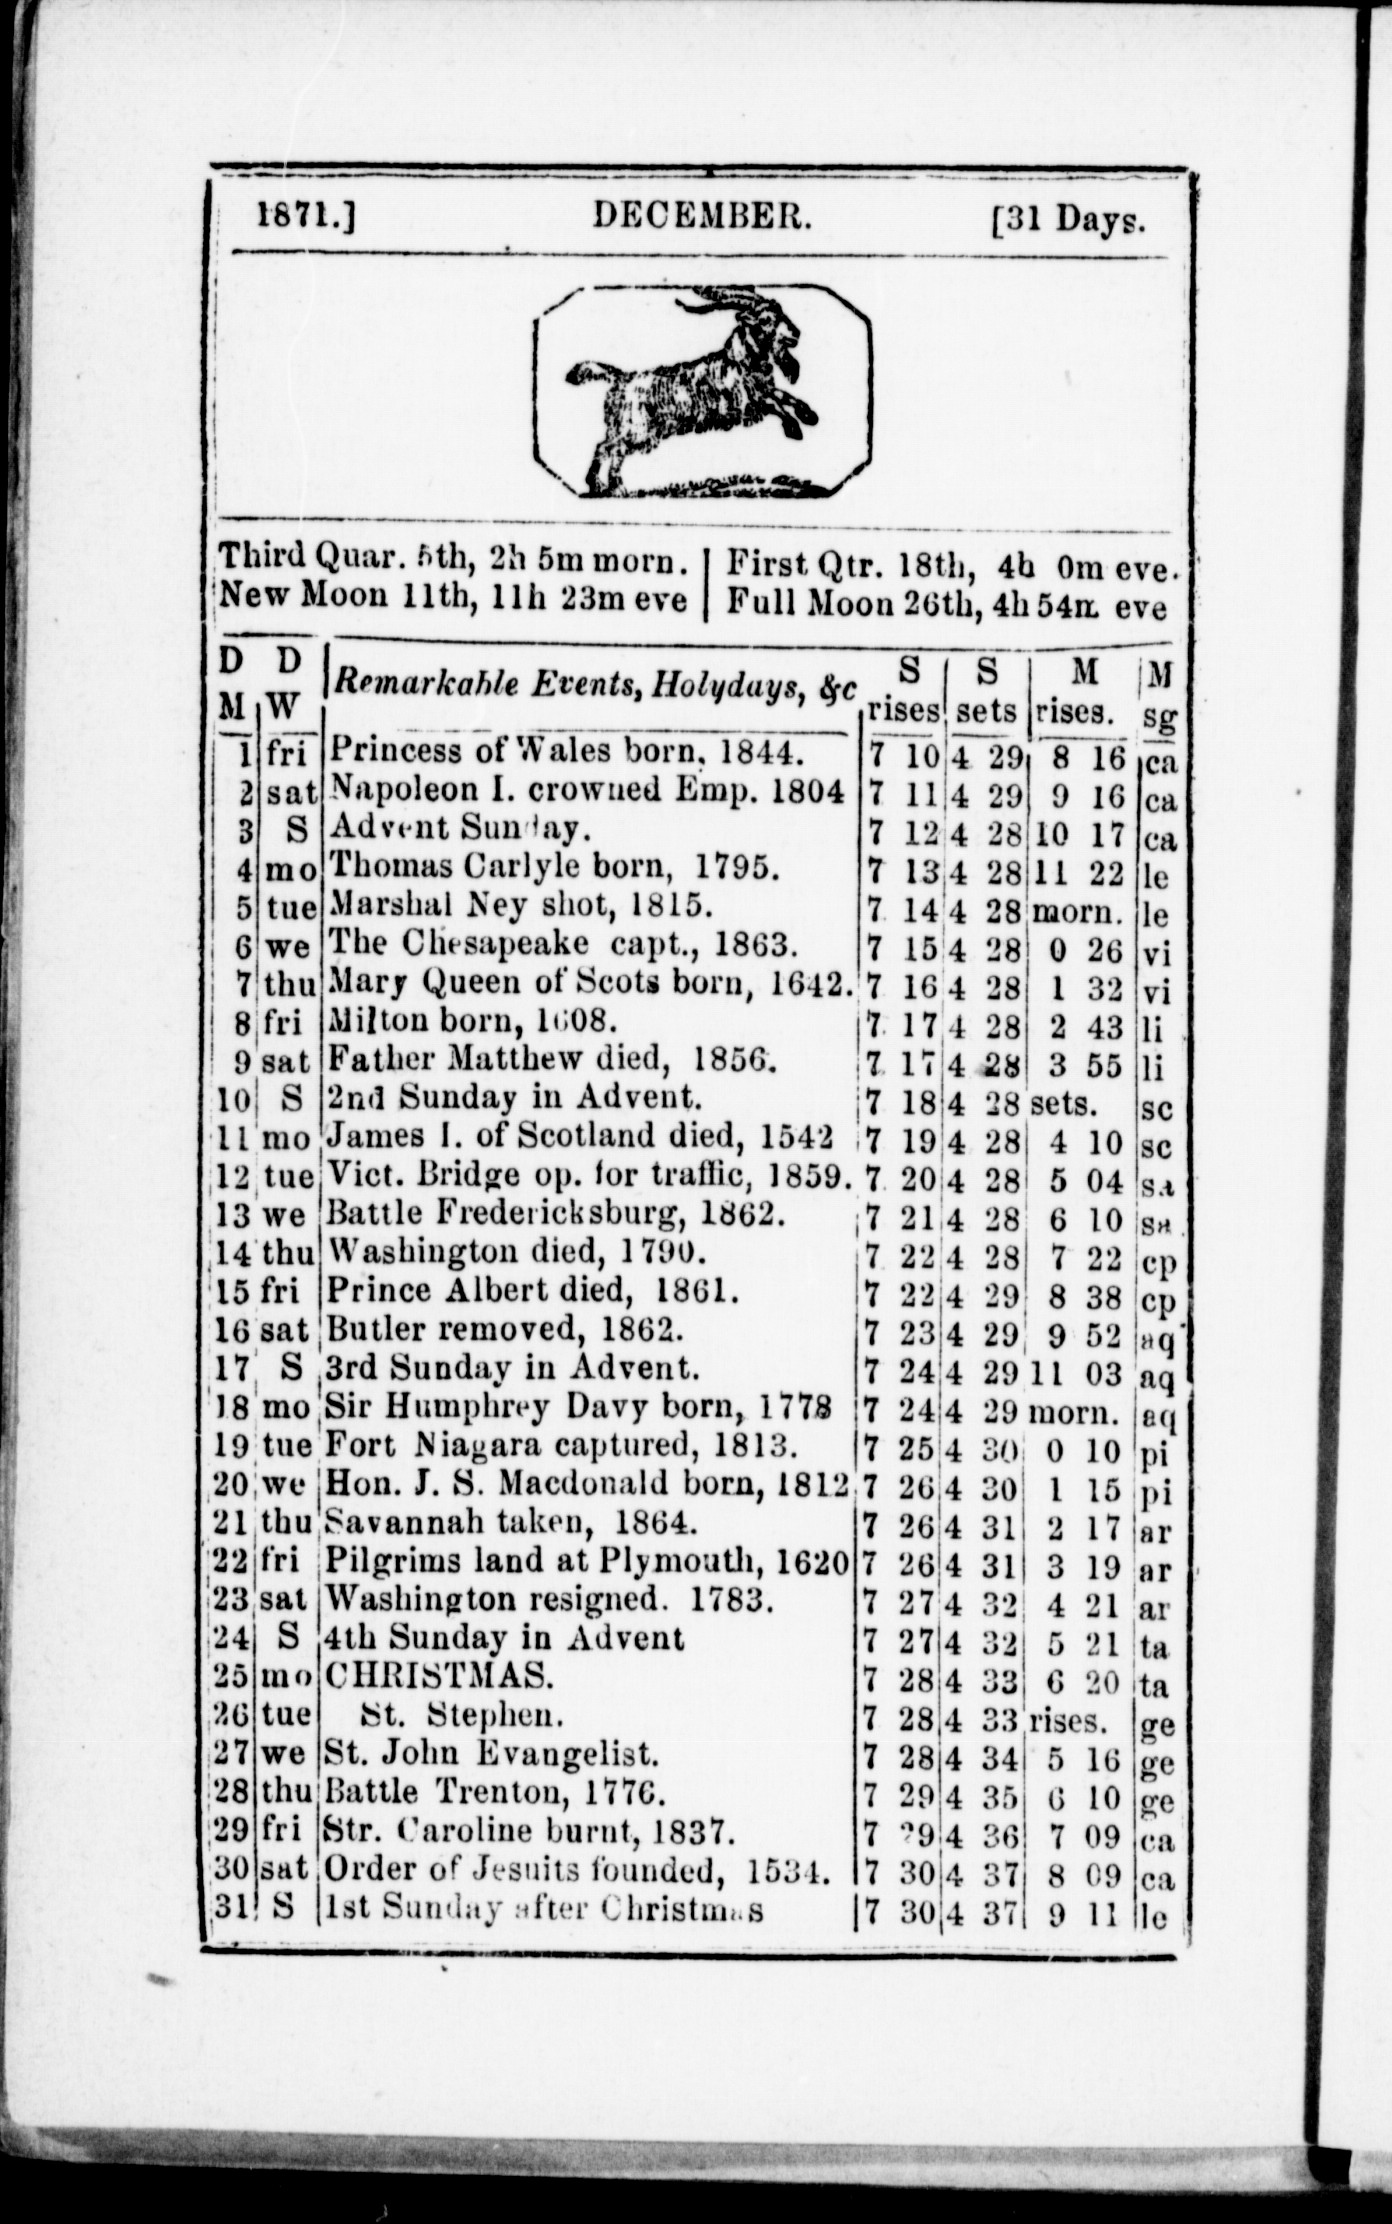 1871.] DECEMBER. [31 Days.
Third Quar. 5th, 2h 5m morn. | First Qtr. 18th, 4h 0m eve.
New Moon 11th, 11h 23m eve | Full Moon 26th, 4h 54m eve
D D Remarkable Events, Holydays, &c S S M M
M W rises sets rises. sg
1 fri Princess of Wales born, 1844. 7 10 4 29 8 16 ca
2 sat Napoleon I. crowned Emp. 1804 7 11 4 29 9 16 ca
3 S Advent Sunday. 7 12 4 28 10 17 ca
4 mo Thomas Carlyle born, 1795. 7 13 4 28 11 22 le
5 tue Marshal Ney shot, 1815. 7 14 4 28 morn. le
6 we The Chesapeake capt., 1863. 7 15 4 28 0 26 vi
7 thu Mary Queen of Scots born, 1642. 7 16 4 28 1 32 vi
8 fri Milton born, 1608. 7 17 4 28 2 43 li
9 sat Father Matthew died, 1856. 7 17 4 28 3 55 li
10 S 2nd Sunday in Advent. 7 18 4 28 sets. sc
11 mo James I. of Scotland died, 1542 7 19 4 28 4 10 sc
12 tue Vict. Bridge op. for traffic, 1859. 7 20 4 28 5 04 sa
13 we Battle Fredericksburg, 1862. 7 21 4 28 6 10 sa
14 thu Washington died, 1790. 7 22 4 28 7 22 cp
15 fri Prince Albert died, 1861. 7 22 4 29 8 38 cp
16 sat Butler removed, 1862. 7 23 4 29 9 52 aq
17 S 3rd Sunday in Advent. 7 24 4 29 11 03 aq
18 mo Sir Humphrey Davy born, 1778 7 24 4 29 morn. aq
19 tue Fort Niagara captured, 1813. 7 25 4 30 0 10 pi
20 we Hon. J. S. Macdonald born, 1812 7 26 4 30 1 15 pi
21 thu Savannah taken, 1864. 7 26 4 31 2 17 ar
22 fri Pilgrims land at Plymouth, 1620 7 26 4 31 3 19 ar
23 sat Washington resigned. 1783. 7 27 4 32 4 21 ar
24 S 4th Sunday in Advent 7 27 4 32 5 21 ta
25 mo CHRISTMAS. 7 28 4 33 6 20 ta
26 tue St. Stephen. 7 28 4 33 rises. ge
27 we St. John Evangelist. 7 28 4 34 5 16 ge
28 thu Battle Trenton, 1776. 7 29 4 35 6 10 ge
29 fri Str. Caroline burnt, 1837. 7 29 4 36 7 09 ca
30 sat Order of Jesuits founded, 1534. 7 30 4 37 8 09 ca
31 S 1st Sunday after Christmas 7 30 4 37 9 11 le